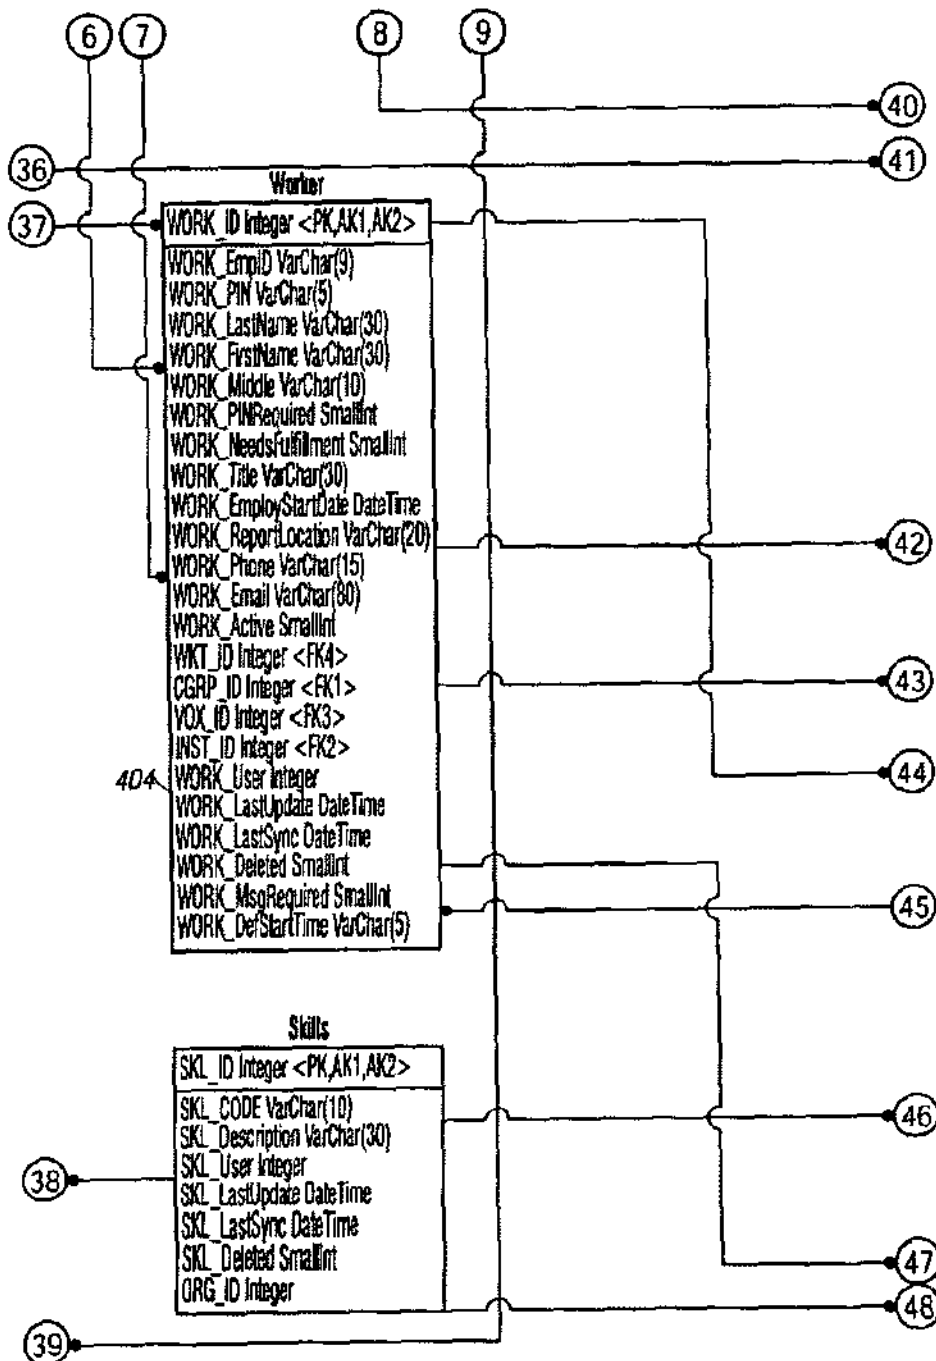 6 7 8 9
40
36 41
Worker
37
WORK_ID Integer <PK,AK1,AK2>
WORK_EmpID VarChar(9)
WORK_PIN VarChar(5)
WORK_LastName VarChar(30)
WORK_FirstName VarChar(30)
WORK_Middle VarChar(10)
WORK_PINRequired SmallInt
WORK_NeedsFulfillment SmallInt
WORK_Title VarChar(30)
WORK_EmployStartDate DateTime
WORK_ReportLocation VarChar(20)
42
WORK_Phone VarChar(15)
WORK_Email VarChar(80)
WORK_Active SmallInt
WKT_ID Integer <FK4>
CGRP_ID Integer <FK1>
43
VOX_ID Integer <FK3>
INST_ID Integer <FK2>
44
404
WORK_User Integer
WORK_LastUpdate DateTime
WORK_LastSync DateTime
WORK_Deleted SmallInt
WORK_MsgRequired SmallInt
45
WORK_DefStartTime VarChar(5)
Skills
SKL_ID Integer <PK,AK1,AK2>
SKL_CODE VarChar(10)
46
SKL_Description VarChar(30)
SKL_User Integer
38
SKL_LastUpdate DateTime
SKL_LastSync DateTime
SKL_Deleted SmallInt
47
ORG_ID Integer
48
39